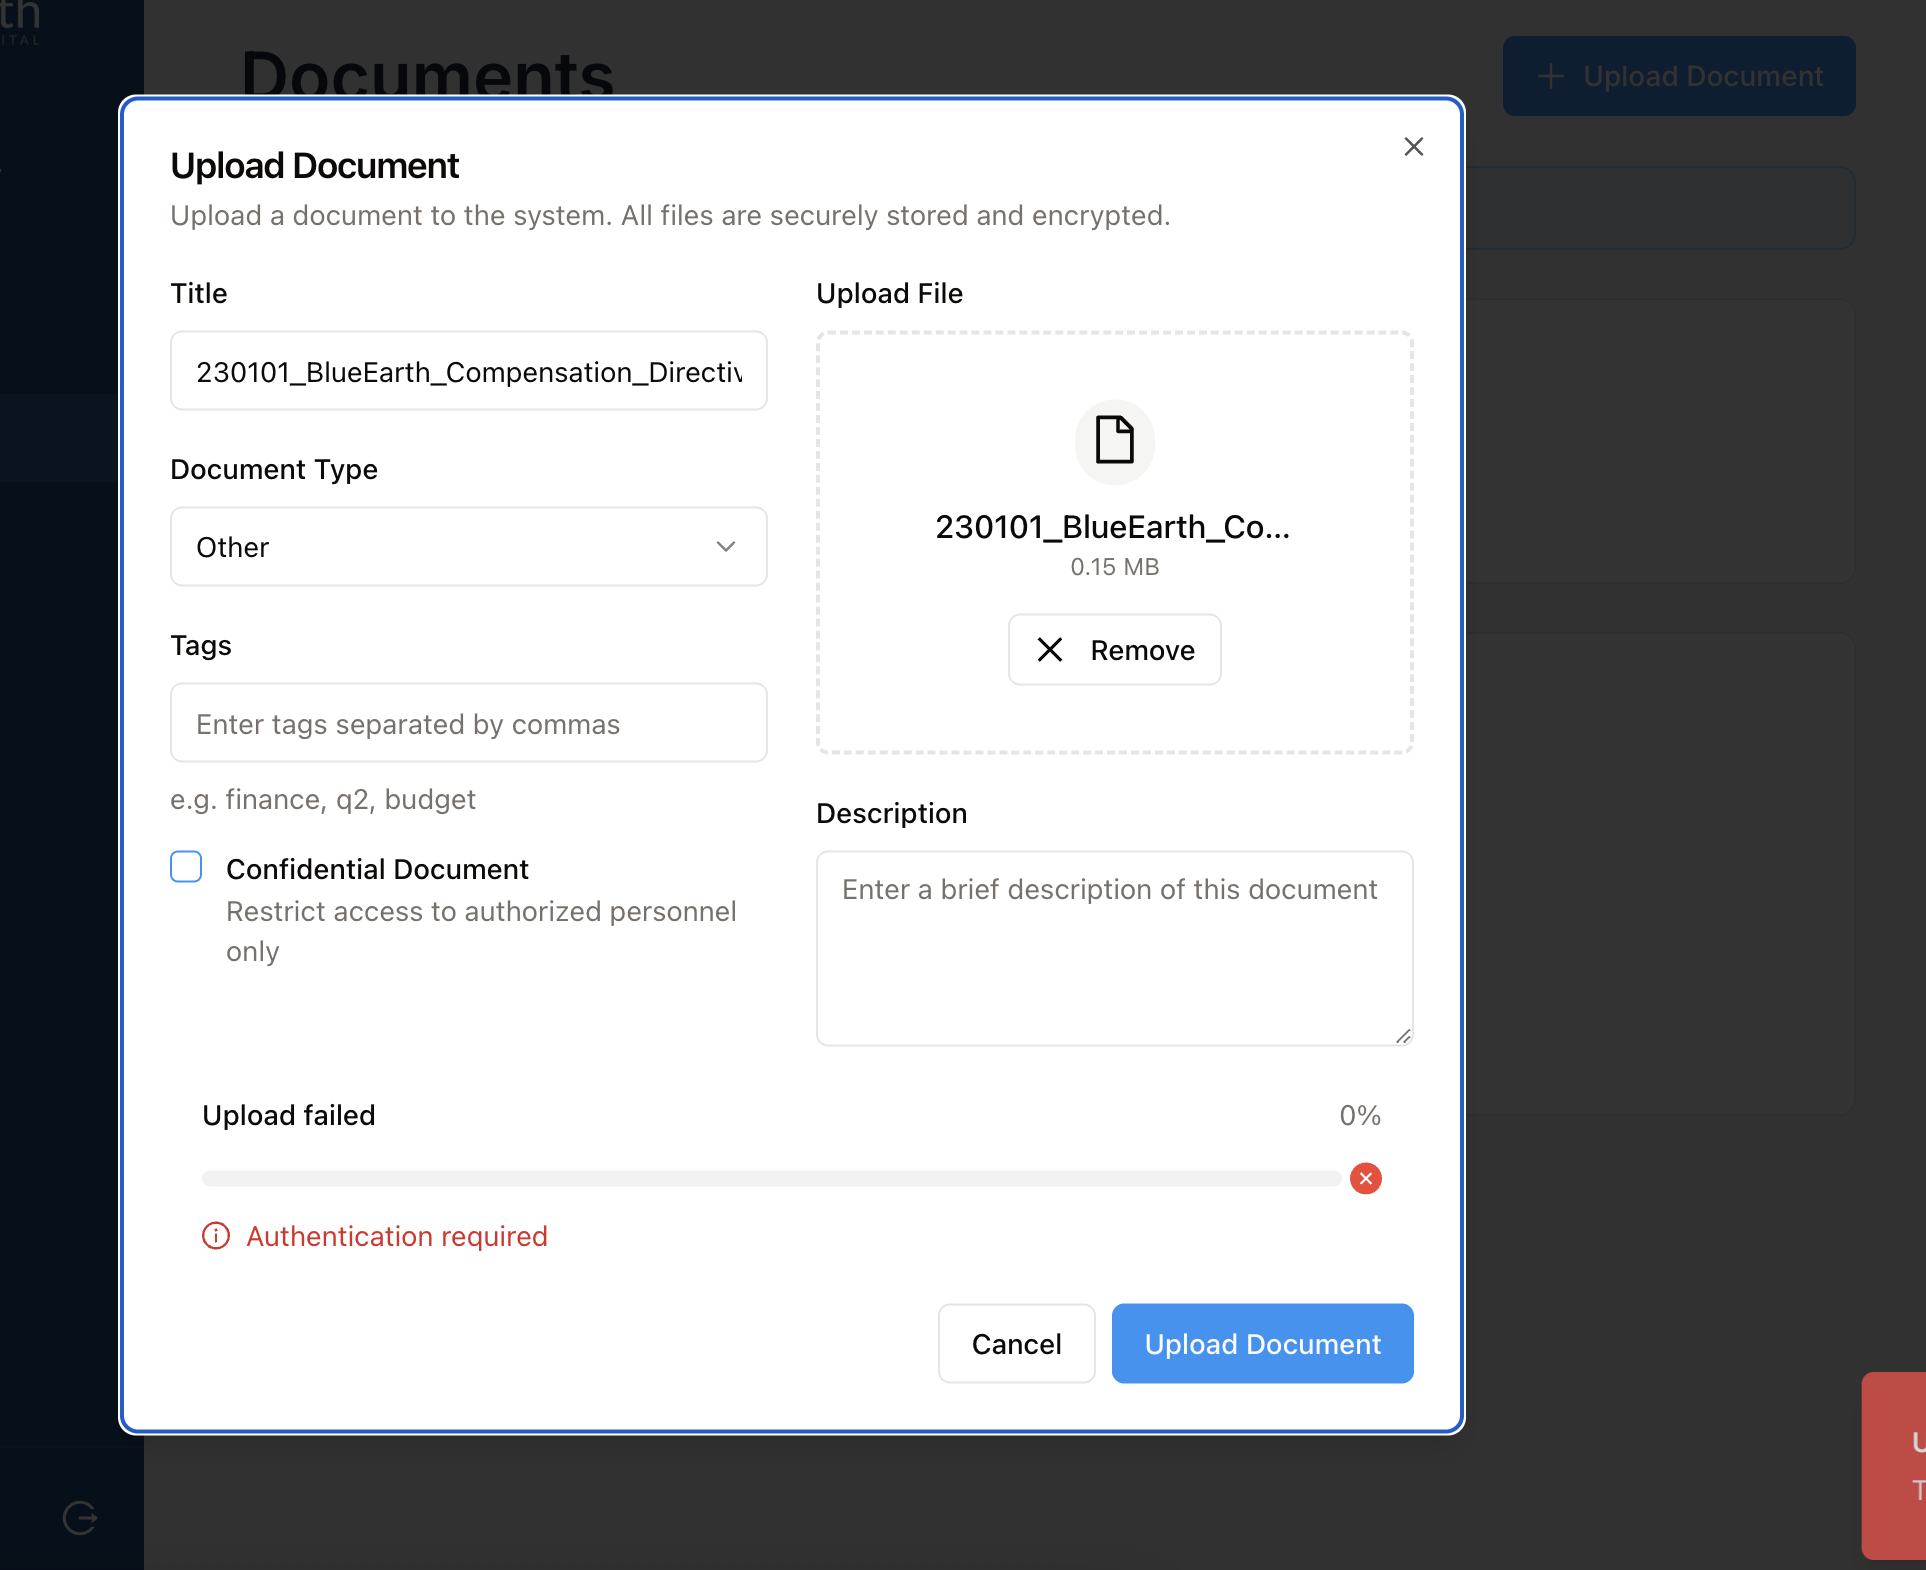 th
ITAL
Documents
Upload Document
Upload Document
Upload a document to the system. All files are securely stored and encrypted.
Title
230101_BlueEarth_Compensation_Directiv
Document Type
Other
Tags
Enter tags separated by commas
e.g. finance, q2, budget
Confidential Document
Restrict access to authorized personnel
only
Upload File
230101_BlueEarth_Co...
0.15 MB
Remove
Description
Enter a brief description of this document
Upload failed
0%
Authentication required
Cancel
Upload Document
U
T